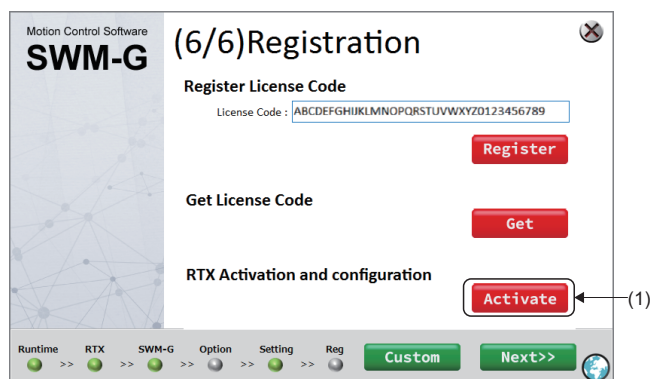 Motion Control Software
SWM-G
(6/6)Registration
Register License Code
License Code : ABCDEFGHIJKLMNOPQRSTUVWXYZ0123456789
Register
Get License Code
Get
RTX Activation and configuration
Activate
(1)
Runtime RTX SWM-G Option Setting Reg
>> >> >> >> >>
Custom
Next>>